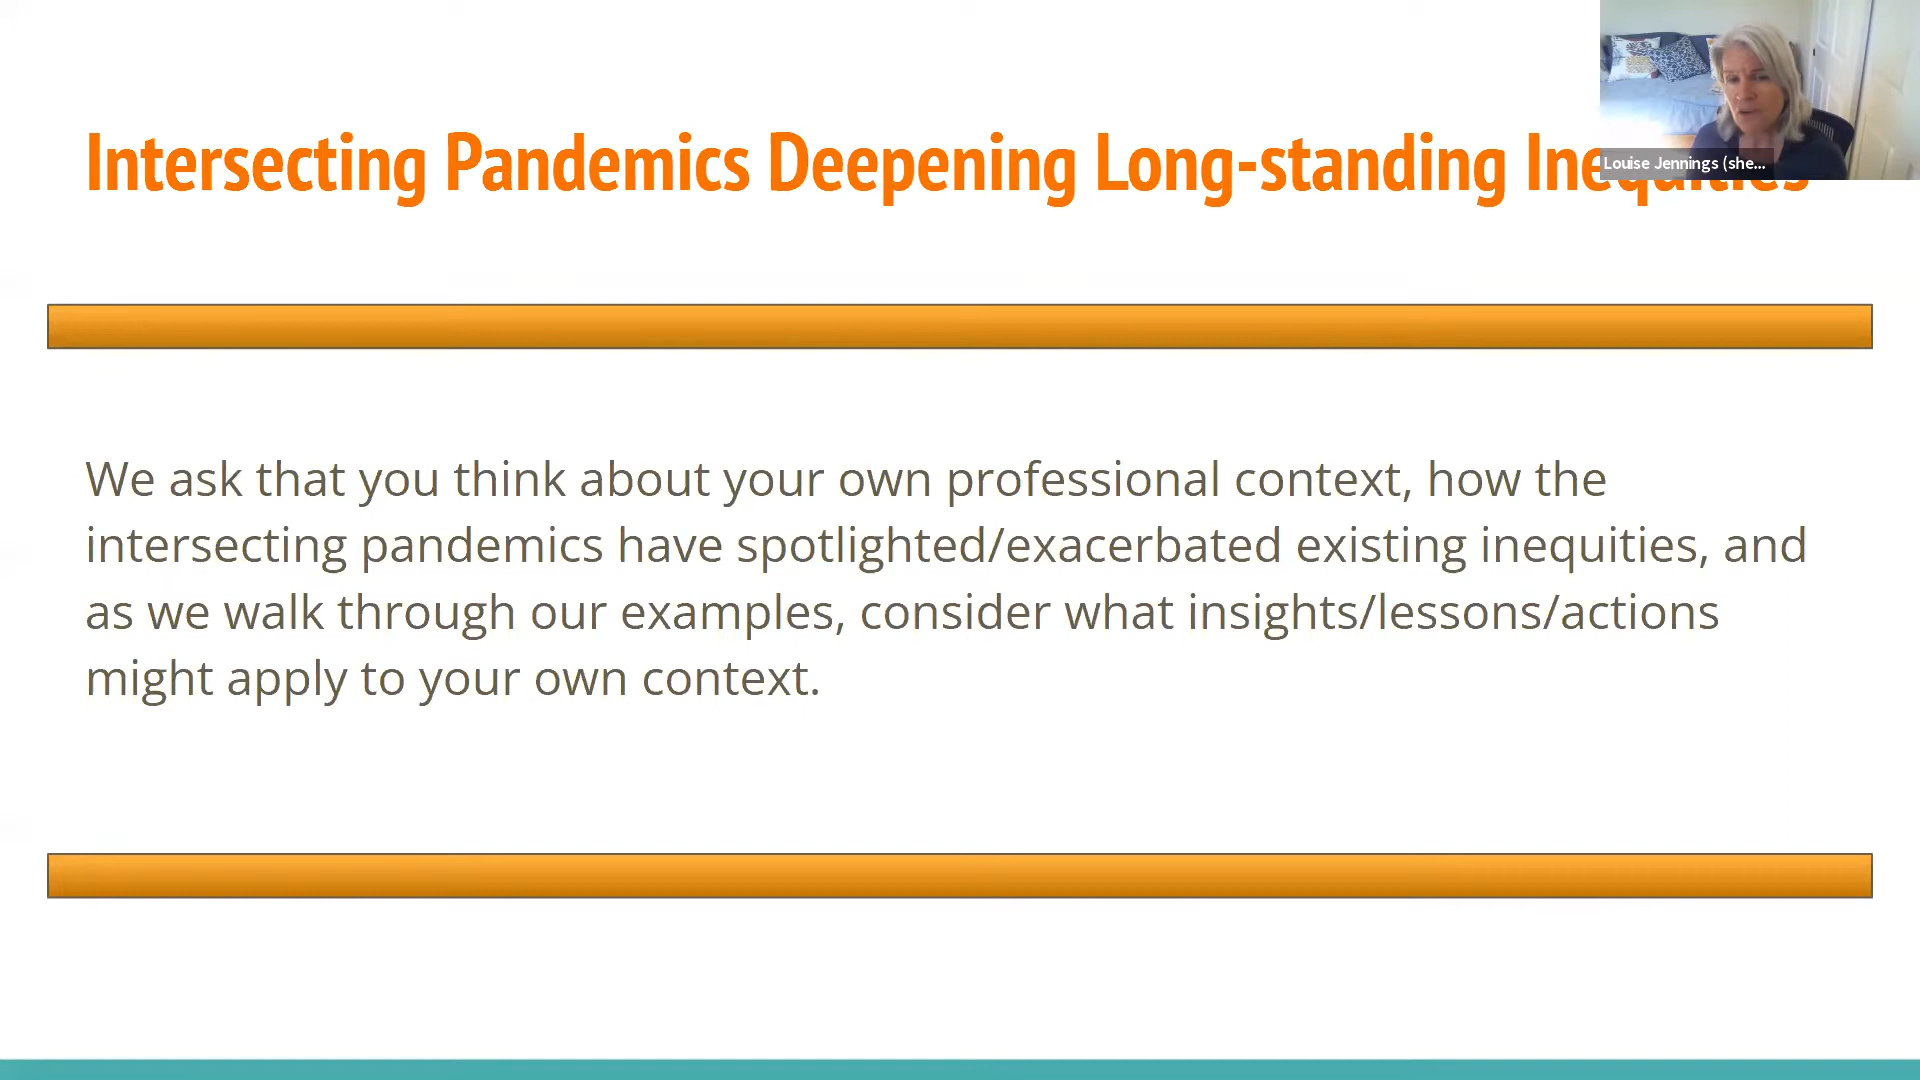 Intersecting Pandemics Deepening Long-standing Inequities
Louise Jennings (she...
We ask that you think about your own professional context, how the
intersecting pandemics have spotlighted/exacerbated existing inequities, and
as we walk through our examples, consider what insights/lessons/actions
might apply to your own context.